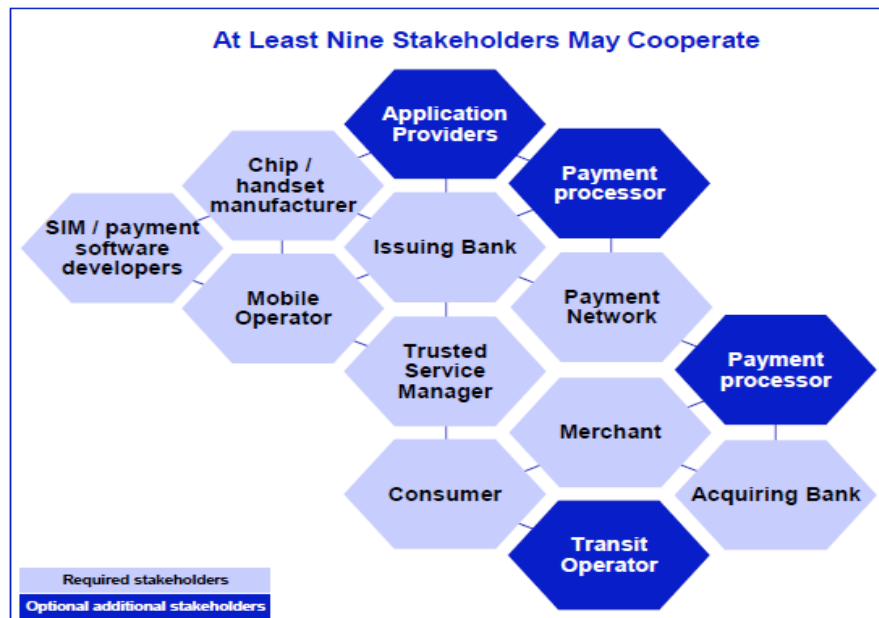 At Least Nine Stakeholders May Cooperate
Application
Providers
Chip /
handset
manufacturer
Payment
processor
SIM / payment
software
developers
Issuing Bank
Mobile
Operator
Payment
Network
Trusted
Service
Manager
Payment
processor
Merchant
Consumer
Acquiring Bank
Transit
Operator
Required stakeholders
Optional additional stakeholders